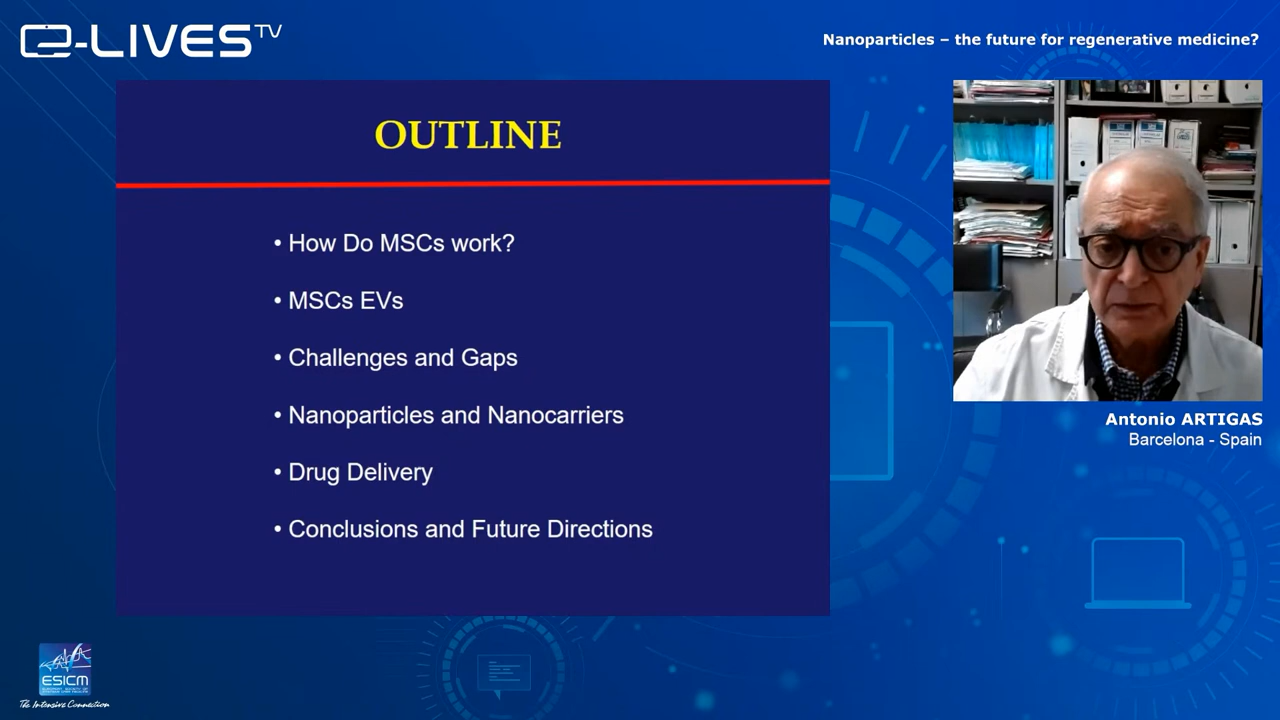 e-LIVES TV
Nanoparticles – the future for regenerative medicine?
OUTLINE
• How Do MSCs work?
• MSCs EVs
• Challenges and Gaps
• Nanoparticles and Nanocarriers
• Drug Delivery
• Conclusions and Future Directions
Antonio ARTIGAS
Barcelona - Spain
ESICM
The Intensive Connection